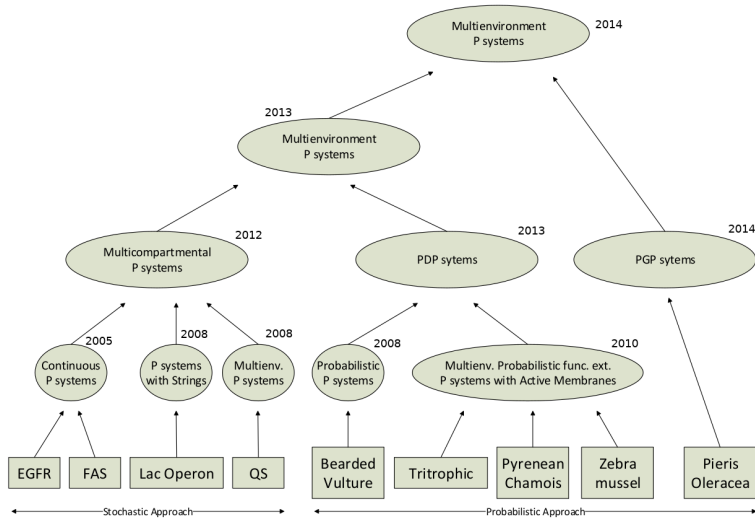 Multienvironment
P systems
2014
2013
Multienvironment
P systems
2012
Multicompartmental
P systems
2013
PDP sytems
2014
PGP sytems
2005
Continuous
P systems
2008
P systems
with Strings
2008
Multienv.
P systems
2008
Probabilistic
P systems
2010
Multienv. Probabilistic func. ext.
P systems with Active Membranes
EGFR
FAS
Lac Operon
QS
Bearded
Vulture
Tritrophic
Pyrenean
Chamois
Zebra
mussel
Pieris
Oleracea
Stochastic Approach
Probabilistic Approach